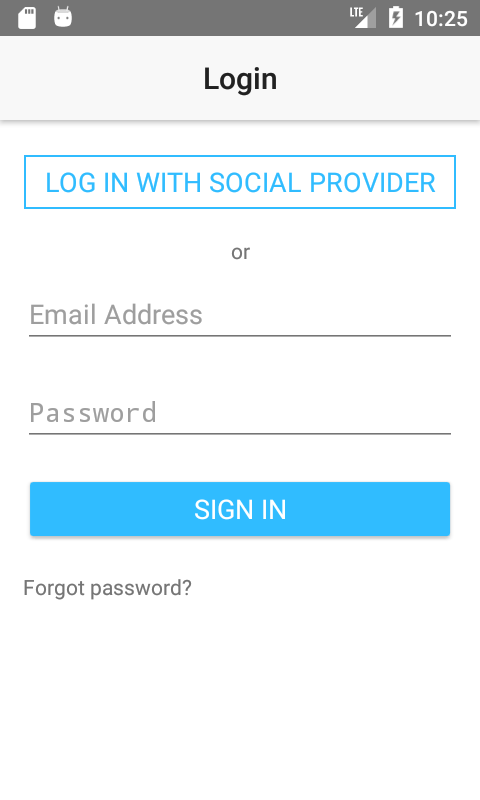 LTE 10:25
Login
LOG IN WITH SOCIAL PROVIDER
or
Email Address
Password
SIGN IN
Forgot password?